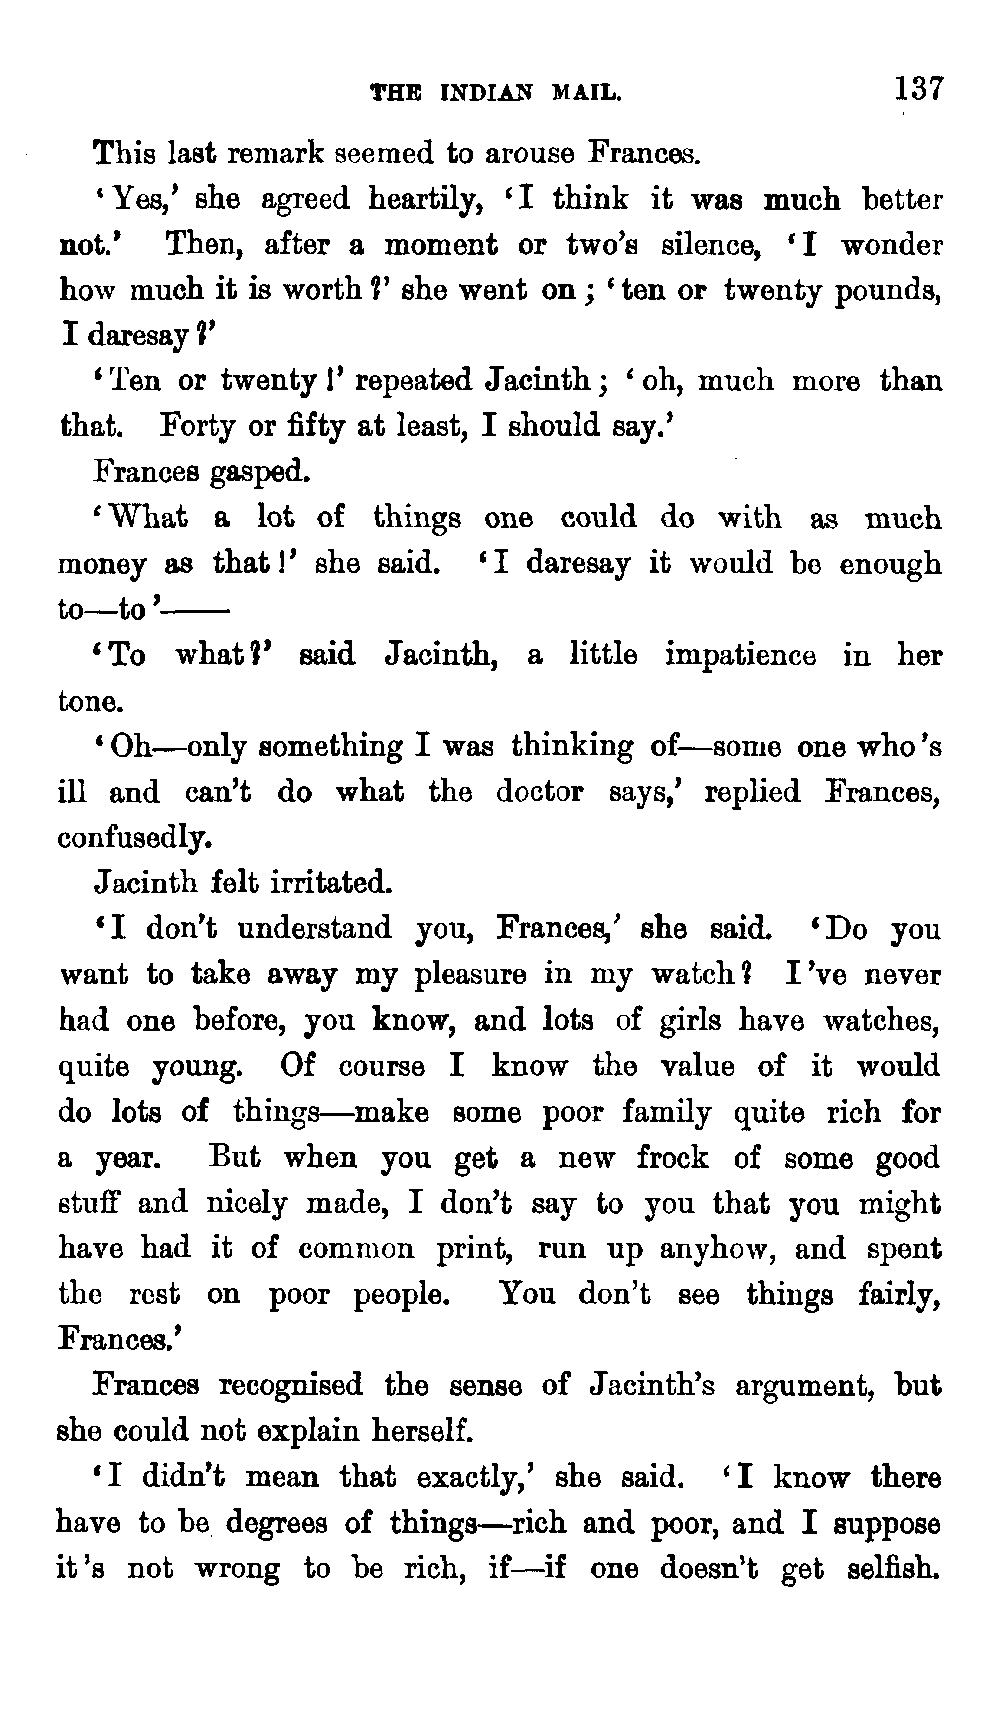 THE INDIAN MAIL. 137
This last remark seemed to arouse Frances.
‘Yes,’ she agreed heartily, ‘I think it was much better
not.’ Then, after a moment or two’s silence, ‘I wonder
how much it is worth?’ she went on; ‘ten or twenty pounds,
I daresay?’
‘Ten or twenty!’ repeated Jacinth; ‘oh, much more than
that. Forty or fifty at least, I should say.’
Frances gasped.
‘What a lot of things one could do with as much
money as that!’ she said. ‘I daresay it would be enough
to—to’——
‘To what?’ said Jacinth, a little impatience in her
tone.
‘Oh—only something I was thinking of—some one who’s
ill and can’t do what the doctor says,’ replied Frances,
confusedly.
Jacinth felt irritated.
‘I don’t understand you, Frances,’ she said. ‘Do you
want to take away my pleasure in my watch? I’ve never
had one before, you know, and lots of girls have watches,
quite young. Of course I know the value of it would
do lots of things—make some poor family quite rich for
a year. But when you get a new frock of some good
stuff and nicely made, I don’t say to you that you might
have had it of common print, run up anyhow, and spent
the rest on poor people. You don’t see things fairly,
Frances.’
Frances recognised the sense of Jacinth’s argument, but
she could not explain herself.
‘I didn’t mean that exactly,’ she said. ‘I know there
have to be degrees of things—rich and poor, and I suppose
it’s not wrong to be rich, if—if one doesn’t get selfish.